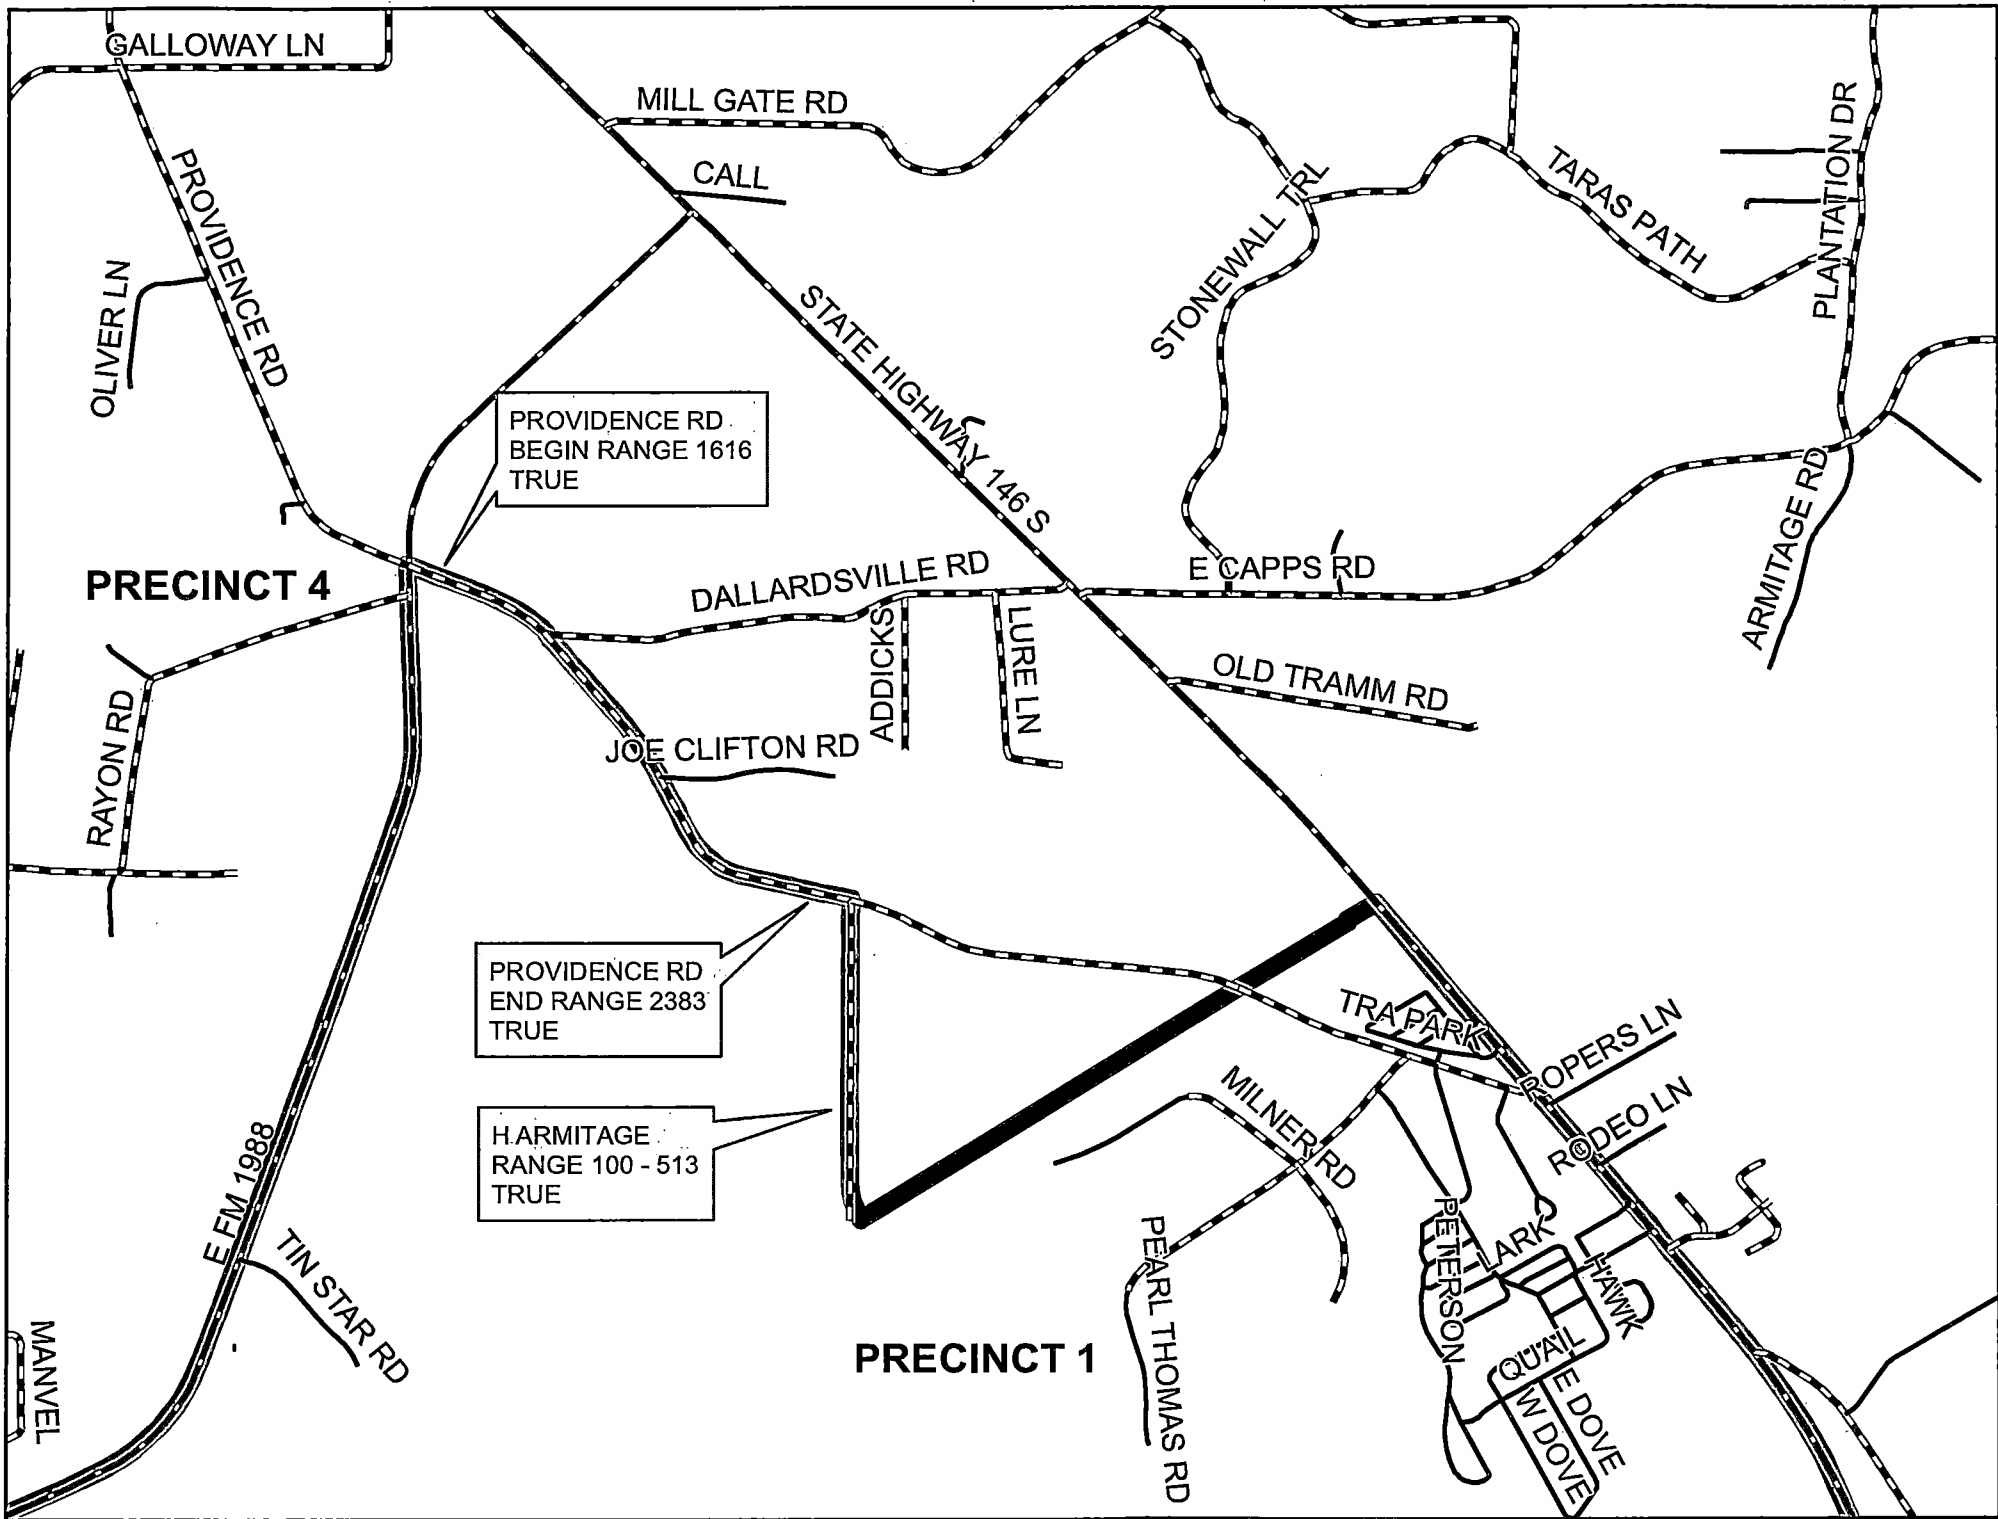 GALLOWAY LN
MILL GATE RD
CALL
PROVIDENCE RD
OLIVER LN
STATE HIGHWAY 146 S
STONEWALL TRL
TARAS PATH
PLANTATION DR
PROVIDENCE RD
BEGIN RANGE 1616
TRUE
PRECINCT 4
DALLARDSVILLE RD
E CAPPS RD
ARMITAGE RD
ADDICKS
LURE LN
OLD TRAMM RD
RAYON RD
JOE CLIFTON RD
PROVIDENCE RD
END RANGE 2383
TRUE
TRA PARK
ROPERS LN
MILNER RD
RODEO LN
H ARMITAGE
RANGE 100 - 513
TRUE
E FM 1988
TIN STAR RD
MANVEL
PRECINCT 1
PEARL THOMAS RD
PETERSON
LARK
HAWK
QUAIL
E DOVE
W DOVE